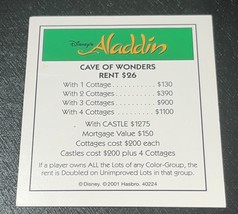 Disney's
Aladdin
CAVE OF WONDERS
RENT $26
With 1 Cottage . . . . . . . . . . $130
With 2 Cottages . . . . . . . . . $390
With 3 Cottages . . . . . . . . . $900
With 4 Cottages . . . . . . . . $1100
With CASTLE $1275
Mortgage Value $150
Cottages cost $200 each
Castles cost $200 plus 4 Cottages
If a player owns ALL the Lots of any Color-Group, the
rent is Doubled on Unimproved Lots in that group.
©Disney. ©2001 Hasbro. 40224